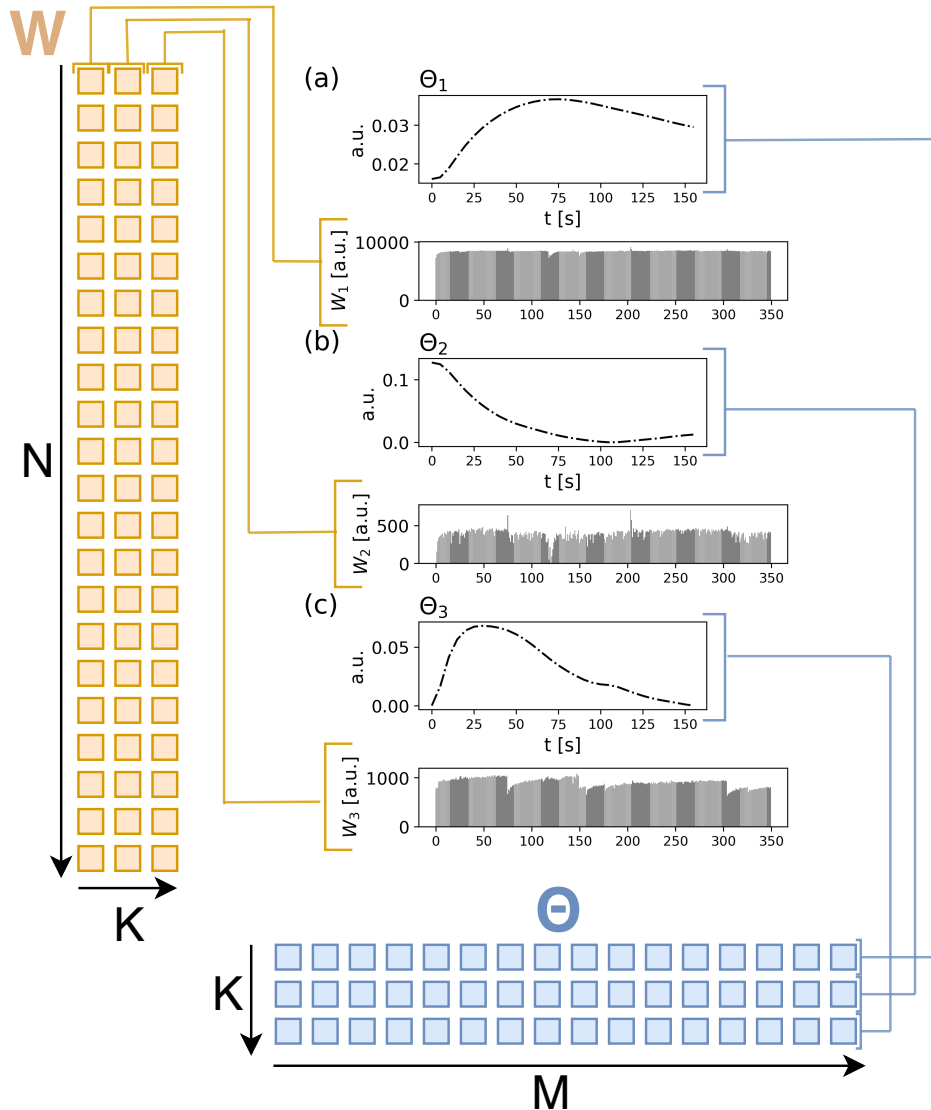 W
N
K
(a)
Θ₁
a.u.
0.03
0.02
0 25 50 75 100 125 150
t [s]
W₁ [a.u.]
10000
0
0 50 100 150 200 250 300 350
(b)
Θ₂
a.u.
0.1
0.0
0 25 50 75 100 125 150
t [s]
W₂ [a.u.]
500
0
0 50 100 150 200 250 300 350
(c)
Θ₃
a.u.
0.05
0.00
0 25 50 75 100 125 150
t [s]
W₃ [a.u.]
1000
0
0 50 100 150 200 250 300 350
Θ
K
M